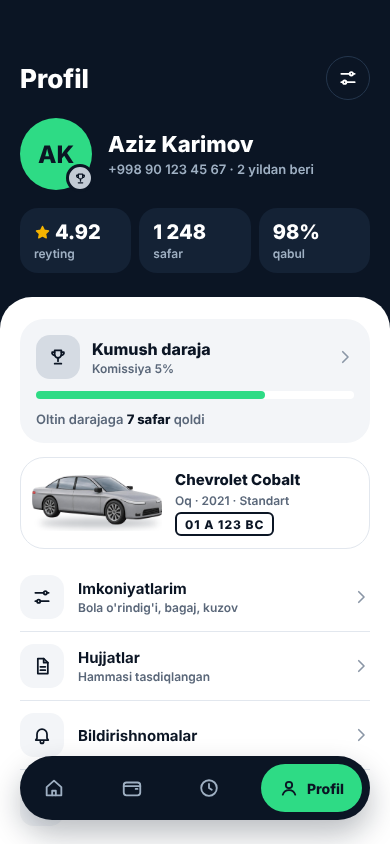 Profil
AK
Aziz Karimov
+998 90 123 45 67 · 2 yildan beri
4.92
reyting
1 248
safar
98%
qabul
Kumush daraja
Komissiya 5%
Oltin darajaga 7 safar qoldi
Chevrolet Cobalt
Oq · 2021 · Standart
01 A 123 BC
Imkoniyatlarim
Bola o'rindig'i, bagaj, kuzov
Hujjatlar
Hammasi tasdiqlangan
Bildirishnomalar
Profil